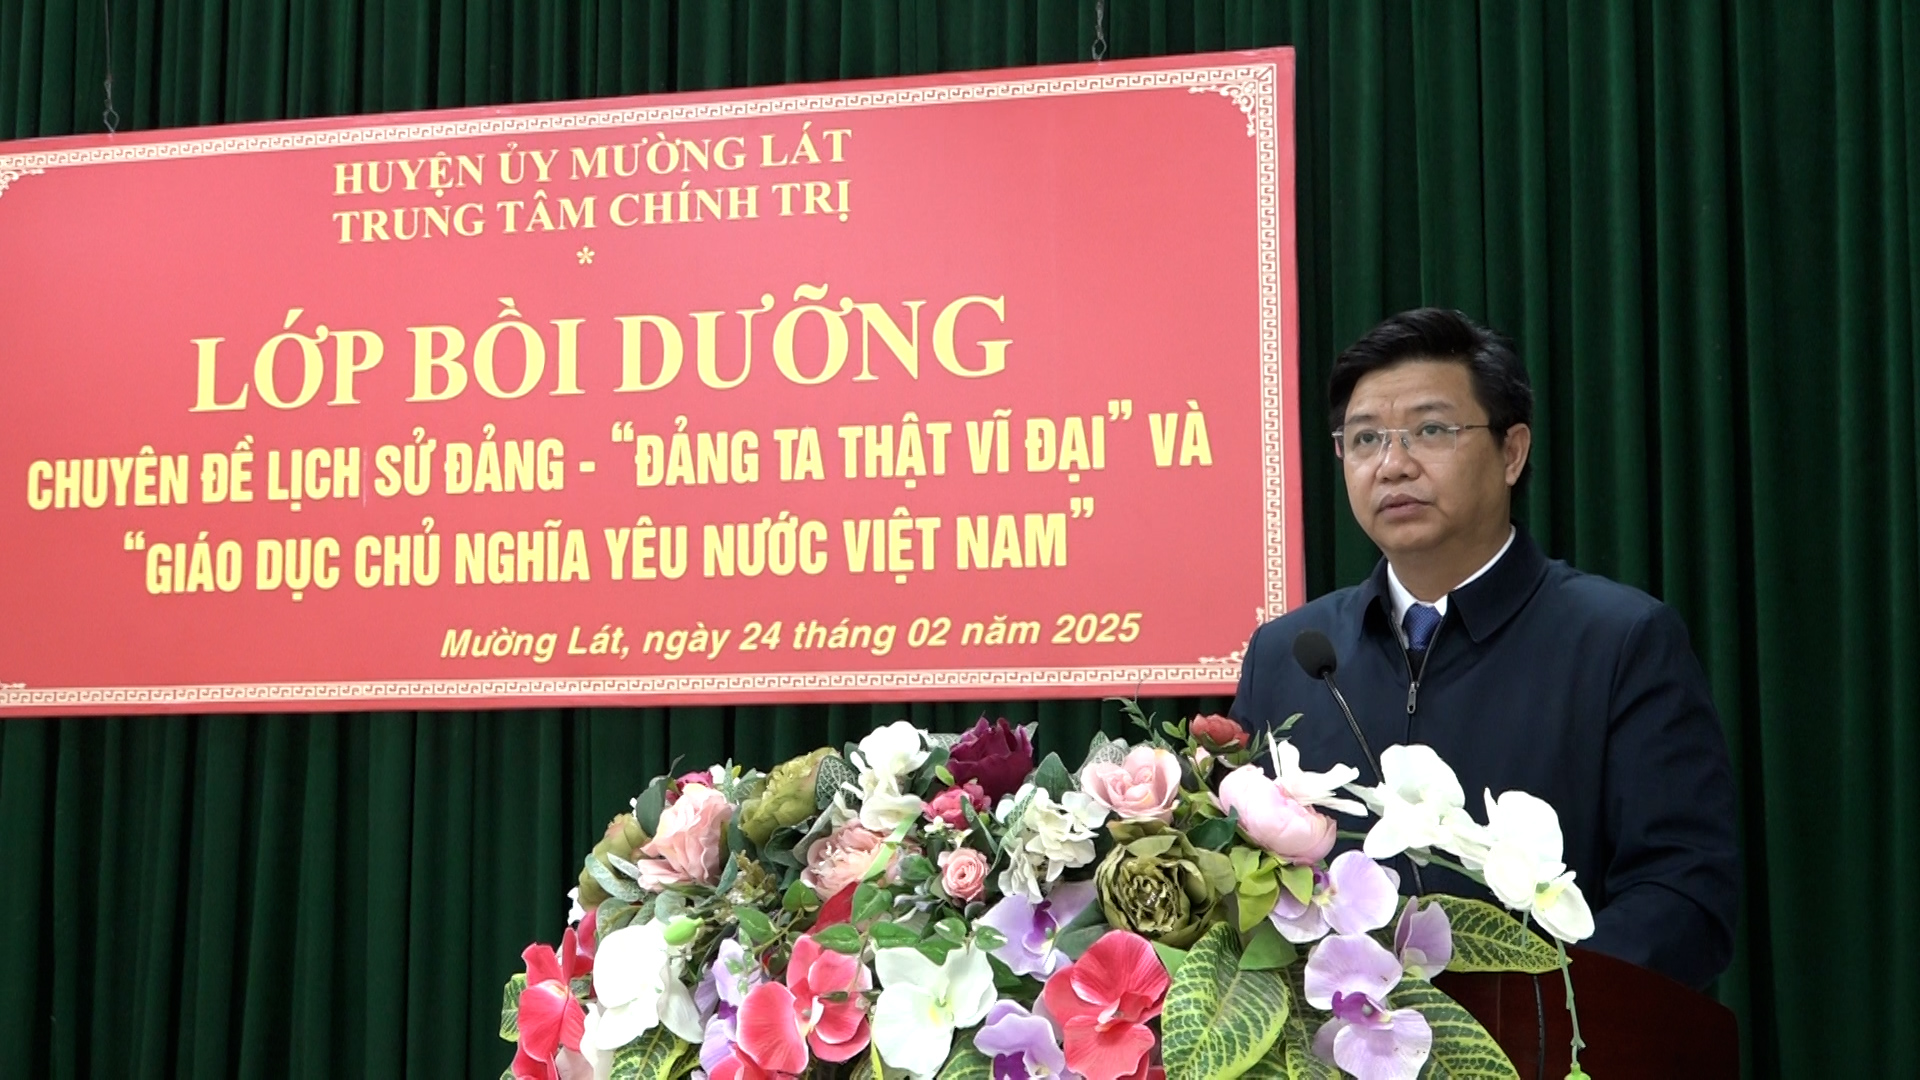 HUYỆN ỦY MƯỜNG LÁT
TRUNG TÂM CHÍNH TRỊ
*
LỚP BỒI DƯỠNG
CHUYÊN ĐỀ LỊCH SỬ ĐẢNG - “ĐẢNG TA THẬT VĨ ĐẠI” VÀ
“GIÁO DỤC CHỦ NGHĨA YÊU NƯỚC VIỆT NAM”
Mường Lát, ngày 24 tháng 02 năm 2025